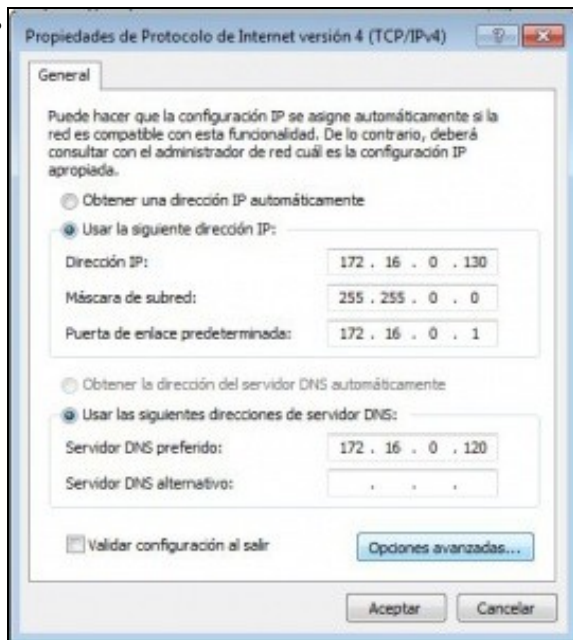 Propiedades de Protocolo de Internet versión 4 (TCP/IPv4)
General
Puede hacer que la configuración IP se asigne automáticamente si la
red es compatible con esta funcionalidad. De lo contrario, deberá
consultar con el administrador de red cuál es la configuración IP
apropiada.
Obtener una dirección IP automáticamente
Usar la siguiente dirección IP:
Dirección IP: 172 . 16 . 0 . 130
Máscara de subred: 255 . 255 . 0 . 0
Puerta de enlace predeterminada: 172 . 16 . 0 . 1
Obtener la dirección del servidor DNS automáticamente
Usar las siguientes direcciones de servidor DNS:
Servidor DNS preferido: 172 . 16 . 0 . 120
Servidor DNS alternativo: . . .
Validar configuración al salir
Opciones avanzadas...
Aceptar Cancelar